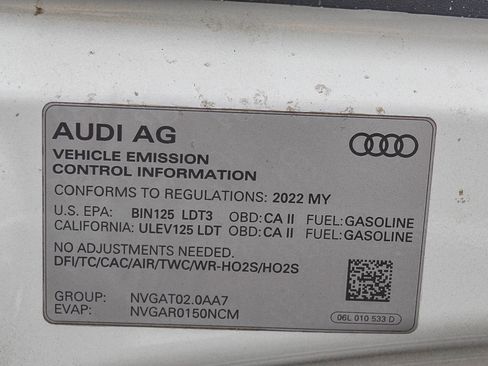 AUDI AG
VEHICLE EMISSION
CONTROL INFORMATION
CONFORMS TO REGULATIONS: 2022 MY
U.S. EPA: BIN125 LDT3 OBD: CA II FUEL: GASOLINE
CALIFORNIA: ULEV125 LDT OBD: CA II FUEL: GASOLINE
NO ADJUSTMENTS NEEDED.
DFI/TC/CAC/AIR/TWC/WR-HO2S/HO2S
GROUP: NVGAT02.0AA7
EVAP: NVGAR0150NCM
06L 010 533 D